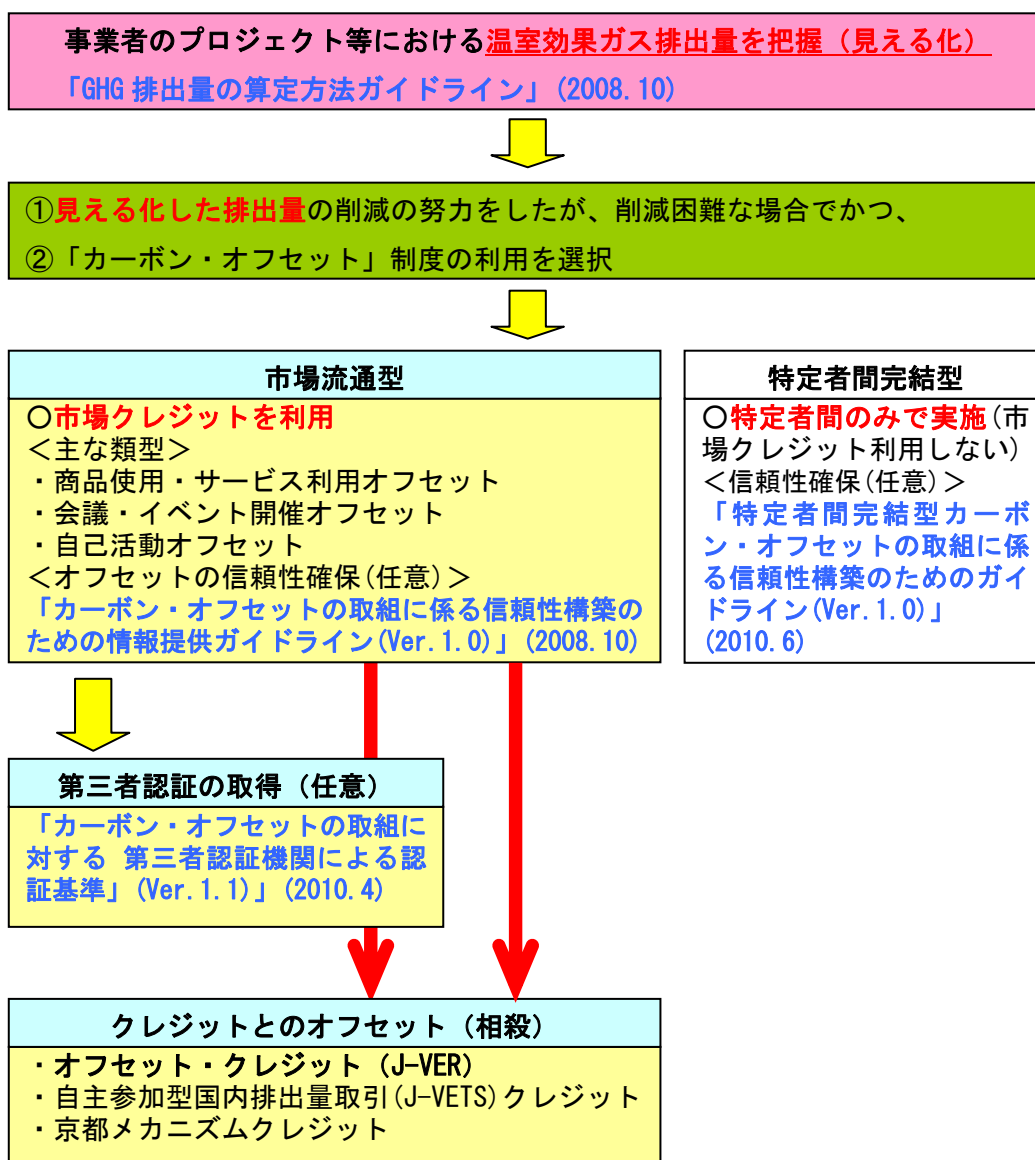 事業者のプロジェクト等における温室効果ガス排出量を把握（見える化）
「GHG 排出量の算定方法ガイドライン」(2008.10)
①見える化した排出量の削減の努力をしたが、削減困難な場合でかつ、
②「カーボン・オフセット」制度の利用を選択
市場流通型
○市場クレジットを利用
＜主な類型＞
・商品使用・サービス利用オフセット
・会議・イベント開催オフセット
・自己活動オフセット
＜オフセットの信頼性確保(任意)＞
「カーボン・オフセットの取組に係る信頼性構築の
ための情報提供ガイドライン(Ver.1.0)」(2008.10)
特定者間完結型
○特定者間のみで実施(市
場クレジット利用しない)
＜信頼性確保(任意)＞
「特定者間完結型カーボ
ン・オフセットの取組に係
る信頼性構築のためのガイ
ドライン(Ver.1.0)」
(2010.6)
第三者認証の取得（任意）
「カーボン・オフセットの取組に
対する 第三者認証機関による認
証基準」(Ver.1.1)」(2010.4)
クレジットとのオフセット（相殺）
・オフセット・クレジット（J-VER）
・自主参加型国内排出量取引(J-VETS)クレジット
・京都メカニズムクレジット